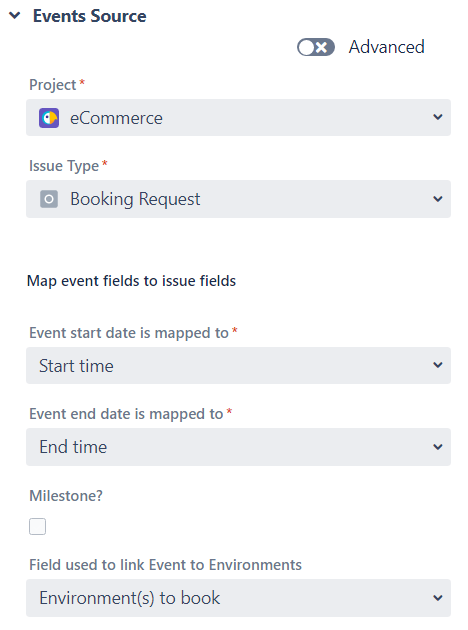 Events Source
Advanced
Project*
eCommerce
Issue Type*
Booking Request
Map event fields to issue fields
Event start date is mapped to*
Start time
Event end date is mapped to*
End time
Milestone?
Field used to link Event to Environments
Environment(s) to book